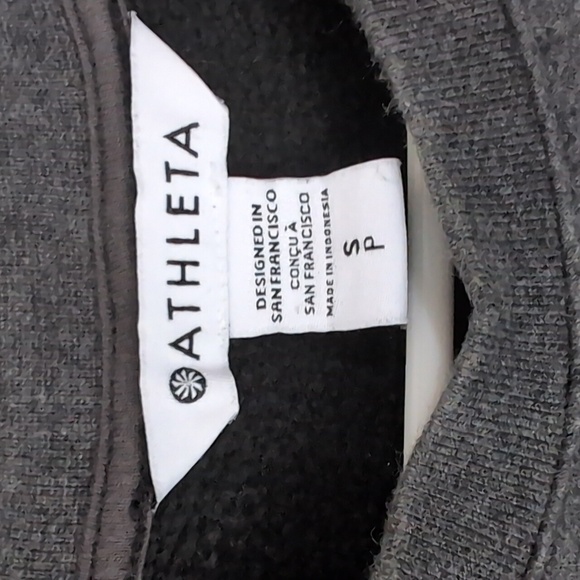 ATHLETA
DESIGNED IN
SAN FRANCISCO
CONÇU À
SAN FRANCISCO
MADE IN INDONESIA
S
P